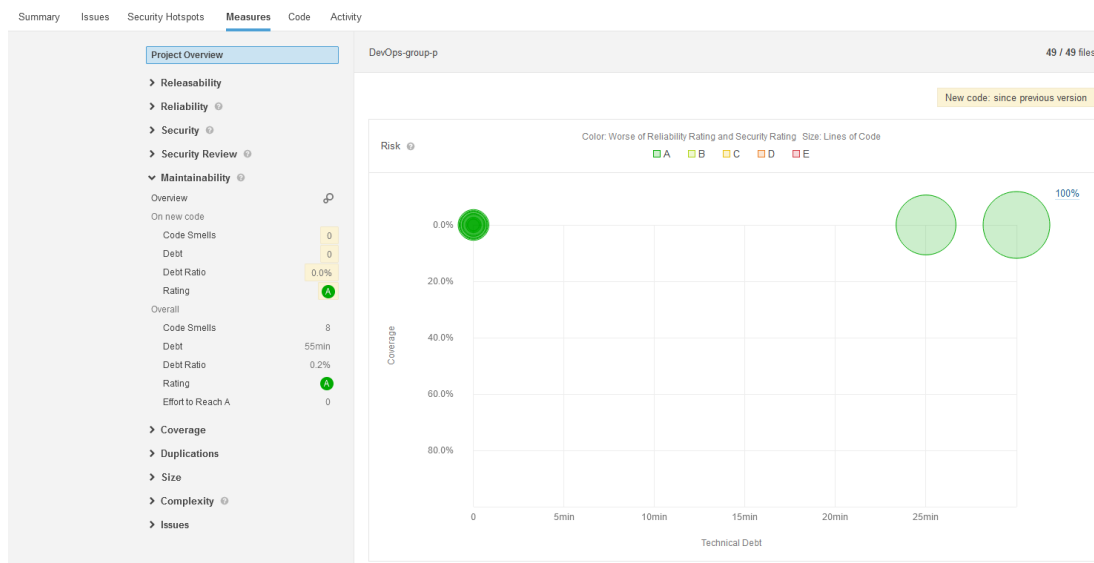 Summary Issues Security Hotspots Measures Code Activity
Project Overview
Releasability
Reliability
Security
Security Review
Maintainability
Overview
On new code
Code Smells 0
Debt 0
Debt Ratio 0.0%
Rating A
Overall
Code Smells 8
Debt 55min
Debt Ratio 0.2%
Rating A
Effort to Reach A 0
Coverage
Duplications
Size
Complexity
Issues
DevOps-group-p 49 / 49 files
New code: since previous version
Risk
Color: Worse of Reliability Rating and Security Rating Size: Lines of Code
A B C D E
100%
0.0%
20.0%
40.0%
60.0%
80.0%
Coverage
0 5min 10min 15min 20min 25min
Technical Debt